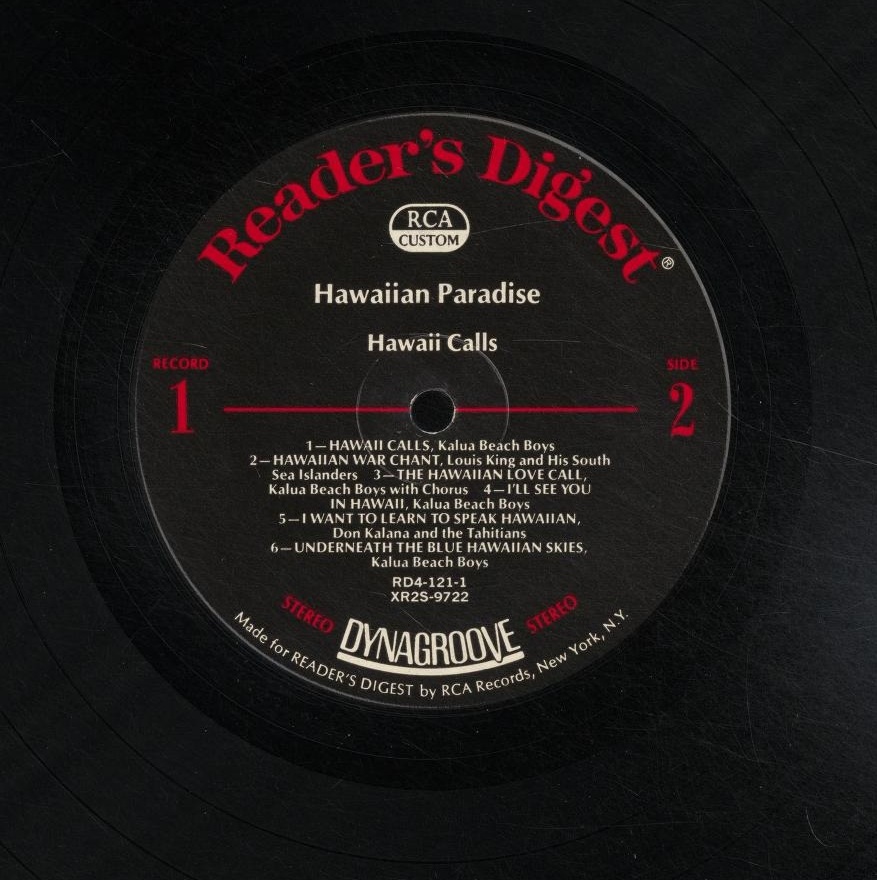 Reader's Digest®
RCA
CUSTOM
Hawaiian Paradise
Hawaii Calls
RECORD
1
SIDE
2
1—HAWAII CALLS, Kalua Beach Boys
2—HAWAIIAN WAR CHANT, Louis King and His South
Sea Islanders 3—THE HAWAIIAN LOVE CALL,
Kalua Beach Boys with Chorus 4—I'LL SEE YOU
IN HAWAII, Kalua Beach Boys
5—I WANT TO LEARN TO SPEAK HAWAIIAN,
Don Kalana and the Tahitians
6—UNDERNEATH THE BLUE HAWAIIAN SKIES,
Kalua Beach Boys
RD4-121-1
XR2S-9722
STEREO
DYNAGROOVE
STEREO
Made for READER'S DIGEST by RCA Records, New York, N.Y.